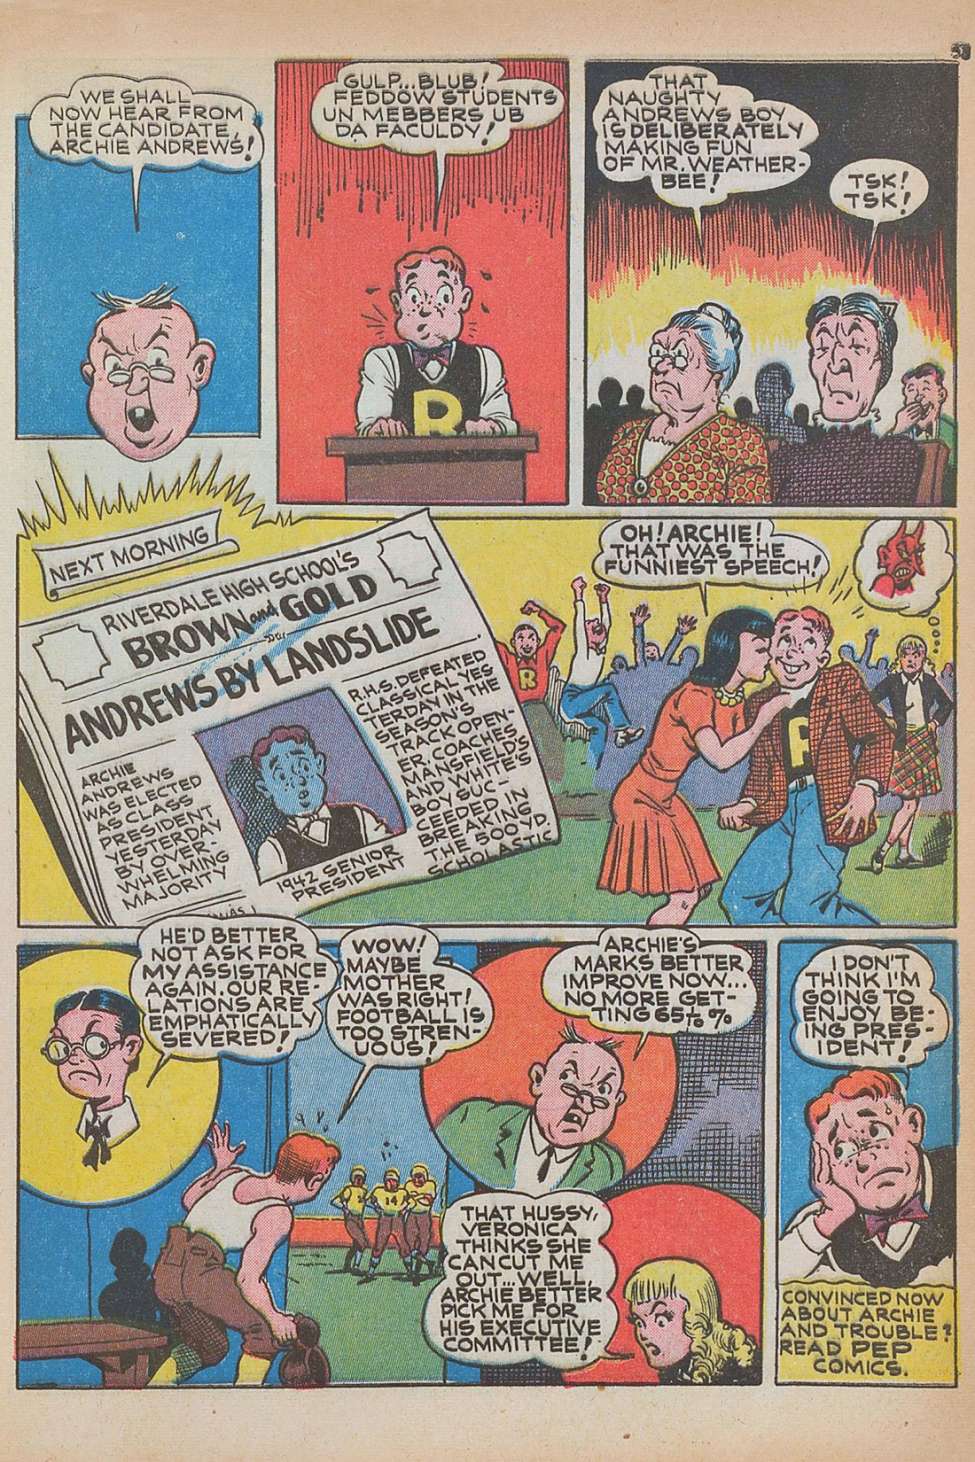 WE SHALL
NOW HEAR FROM
THE CANDIDATE,
ARCHIE ANDREWS!
GULP...BLUB!
FEDDOW STUDENTS
UN MEBBERS UB
DA FACULDY!
R
THAT
NAUGHTY
ANDREWS BOY
IS DELIBERATELY
MAKING FUN
OF MR. WEATHER-
BEE!
TSK!
TSK!
NEXT MORNING
RIVERDALE HIGH SCHOOL'S
BROWN and GOLD
ANDREWS BY LANDSLIDE
ARCHIE
ANDREWS
WAS ELECTED
AS CLASS
PRESIDENT
YESTERDAY
BY OVER-
WHELMING
MAJORITY
1942 SENIOR
PRESIDENT
R.H.S. DEFEATED
CLASSICAL YES
TERDAY IN THE
SEASON'S
TRACK OPEN-
ER. COACHES
MANSFIELD'S
AND WHITE'S
BOY SUC-
CEEDED IN
BREAKING
THE 500 YD.
SCHOLASTIC
OH! ARCHIE!
THAT WAS THE
FUNNIEST SPEECH!
R
R
HE'D BETTER
NOT ASK FOR
MY ASSISTANCE
AGAIN. OUR RE-
LATIONS ARE
EMPHATICALLY
SEVERED!
WOW!
MAYBE
MOTHER
WAS RIGHT!
FOOTBALL IS
TOO STREN-
UOUS!
14
ARCHIE'S
MARKS BETTER
IMPROVE NOW...
NO MORE GET-
TING 65 1/8 %
THAT HUSSY,
VERONICA
THINKS SHE
CAN CUT ME
OUT... WELL,
ARCHIE BETTER
PICK ME FOR
HIS EXECUTIVE
COMMITTEE!
I DON'T
THINK I'M
GOING TO
ENJOY BE-
ING PRES-
IDENT!
CONVINCED NOW
ABOUT ARCHIE
AND TROUBLE?
READ PEP
COMICS.